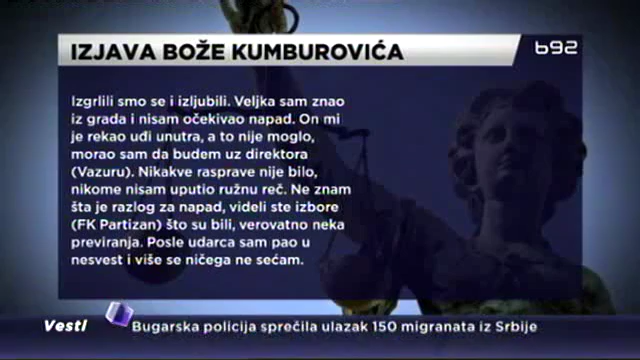 IZJAVA BOŽE KUMBUROVIĆA
b92
Izgrlili smo se i izljubili. Veljka sam znao
iz grada i nisam očekivao napad. On mi
je rekao uđi unutra, a to nije moglo,
morao sam da budem uz direktora
(Vazuru). Nikakve rasprave nije bilo,
nikome nisam uputio ružnu reč. Ne znam
šta je razlog za napad, videli ste izbore
(FK Partizan) što su bili, verovatno neka
previranja. Posle udarca sam pao u
nesvest i više se ničega ne sećam.
Vesti
Bugarska policija sprečila ulazak 150 migranata iz Srbije